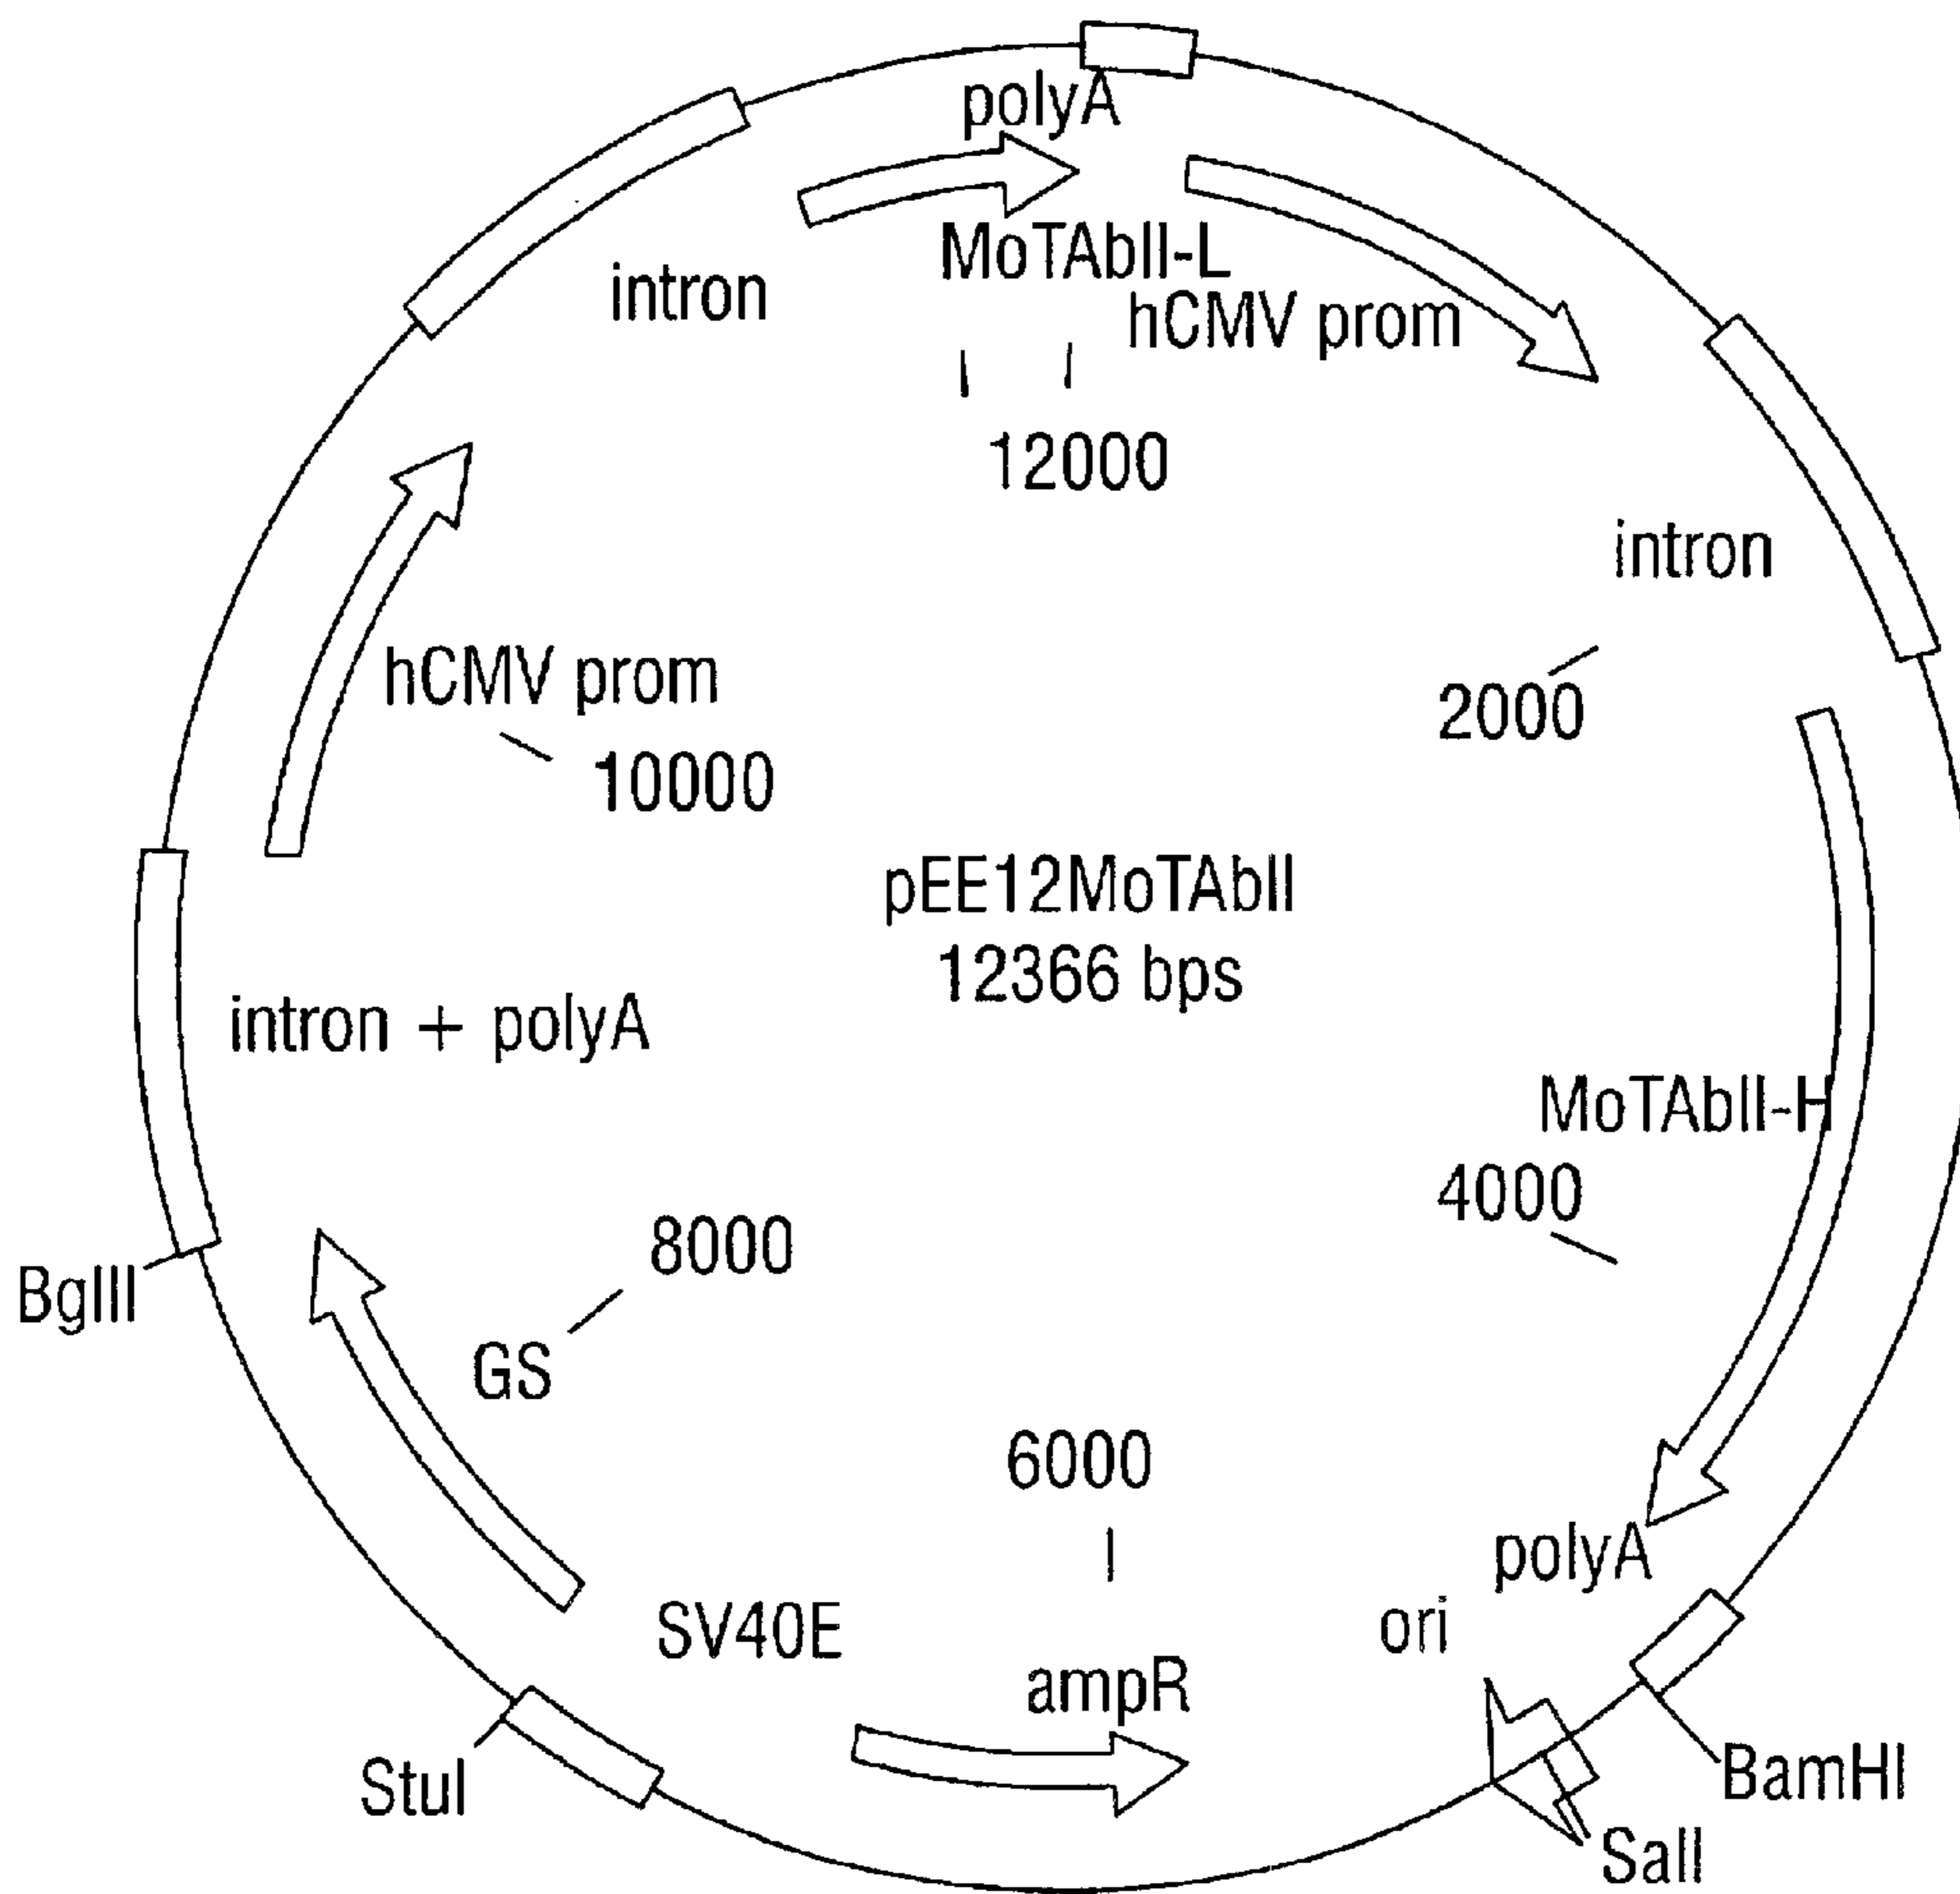 polyA
MoTAbII-L
intron
hCMV prom
12000
intron
hCMV prom
2000
10000
pEE12MoTAbII
12366 bps
intron + polyA
MoTAbII-H
4000
8000
BglII
GS
6000
polyA
ori
SV40E
ampR
StuI
BamHI
SalI